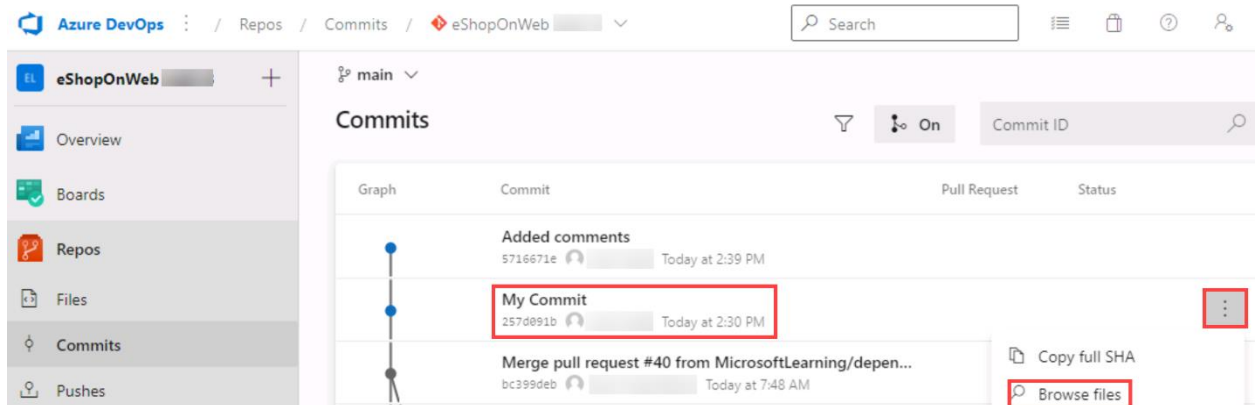 Azure DevOps / Repos / Commits / eShopOnWeb Search
EL eShopOnWeb
main
Commits
On
Commit ID
Overview
Boards
Repos
Files
Commits
Pushes
Graph Commit Pull Request Status
Added comments
5716671e Today at 2:39 PM
My Commit
257d091b Today at 2:30 PM
Merge pull request #40 from MicrosoftLearning/depen...
bc399deb Today at 7:48 AM
Copy full SHA
Browse files